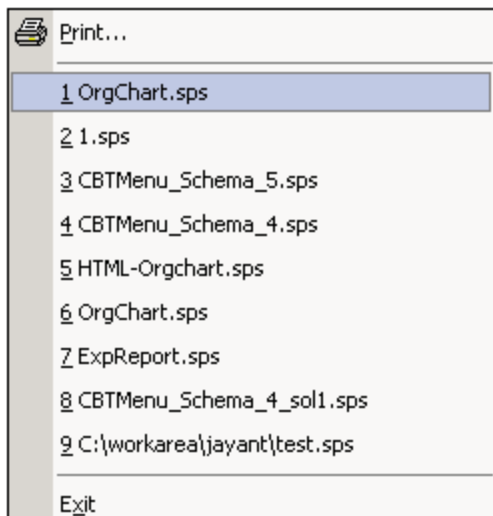 Print...
1 OrgChart.sps
2 1.sps
3 CBTMenu_Schema_5.sps
4 CBTMenu_Schema_4.sps
5 HTML-Orgchart.sps
6 OrgChart.sps
7 ExpReport.sps
8 CBTMenu_Schema_4_sol1.sps
9 C:\workarea\jayant\test.sps
Exit